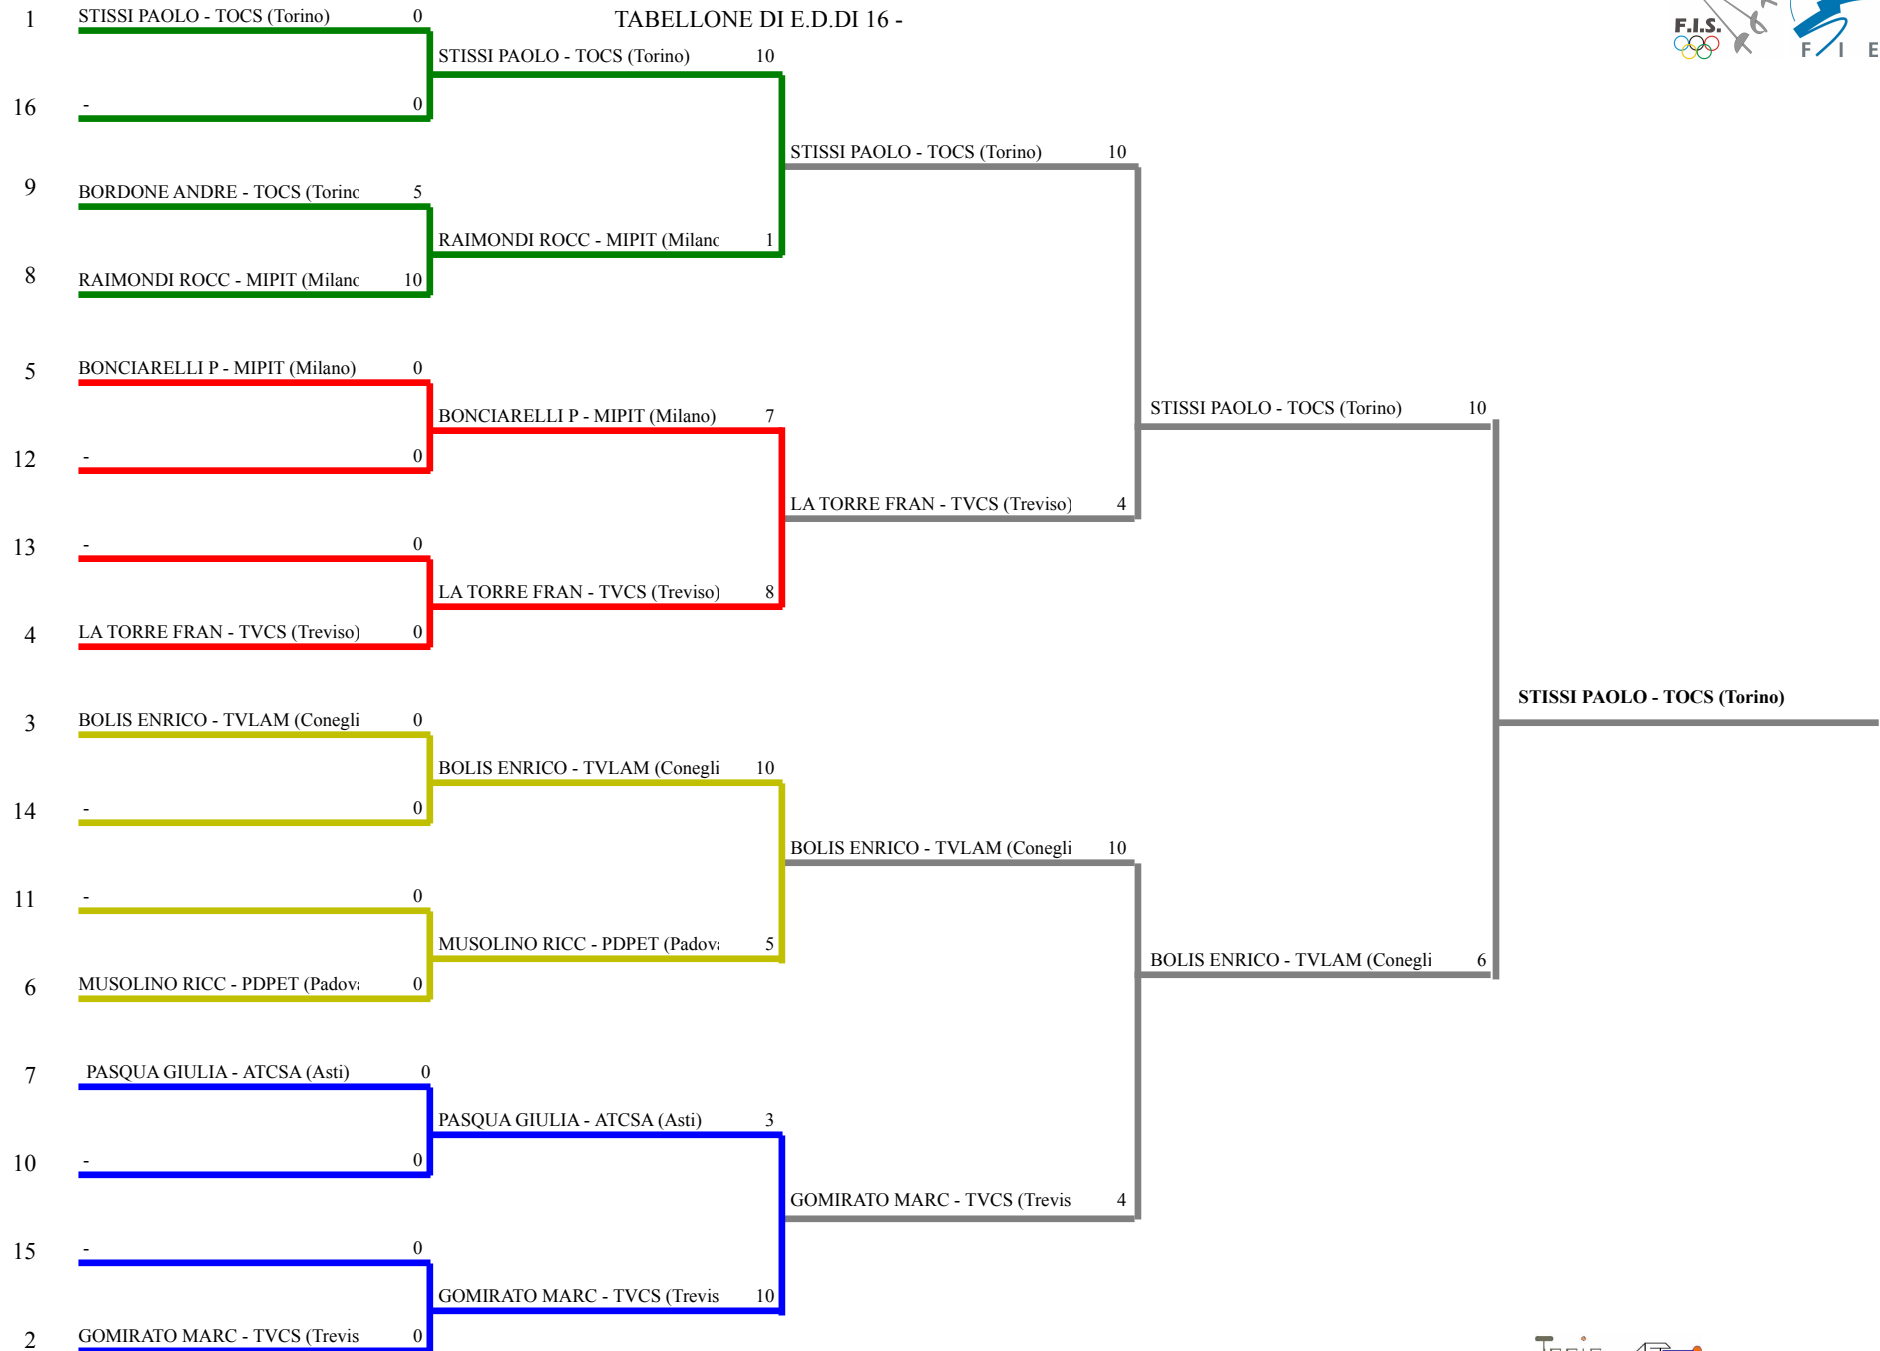 TABELLONE DI E.D.DI 16 -
F.I.S.
F I E
1 STISSI PAOLO - TOCS (Torino) 0
STISSI PAOLO - TOCS (Torino) 10
16 - 0
STISSI PAOLO - TOCS (Torino) 10
9 BORDONE ANDRE - TOCS (Torino 5
RAIMONDI ROCC - MIPIT (Milano 1
8 RAIMONDI ROCC - MIPIT (Milano 10
5 BONCIARELLI P - MIPIT (Milano) 0
STISSI PAOLO - TOCS (Torino) 10
BONCIARELLI P - MIPIT (Milano) 7
12 - 0
LA TORRE FRAN - TVCS (Treviso) 4
13 - 0
LA TORRE FRAN - TVCS (Treviso) 8
4 LA TORRE FRAN - TVCS (Treviso) 0
STISSI PAOLO - TOCS (Torino)
3 BOLIS ENRICO - TVLAM (Conegli 0
BOLIS ENRICO - TVLAM (Conegli 10
14 - 0
BOLIS ENRICO - TVLAM (Conegli 10
11 - 0
MUSOLINO RICC - PDPET (Padova 5
BOLIS ENRICO - TVLAM (Conegli 6
6 MUSOLINO RICC - PDPET (Padova 0
7 PASQUA GIULIA - ATCSA (Asti) 0
PASQUA GIULIA - ATCSA (Asti) 3
10 - 0
GOMIRATO MARC - TVCS (Trevis 4
15 - 0
GOMIRATO MARC - TVCS (Trevis 10
2 GOMIRATO MARC - TVCS (Trevis 0